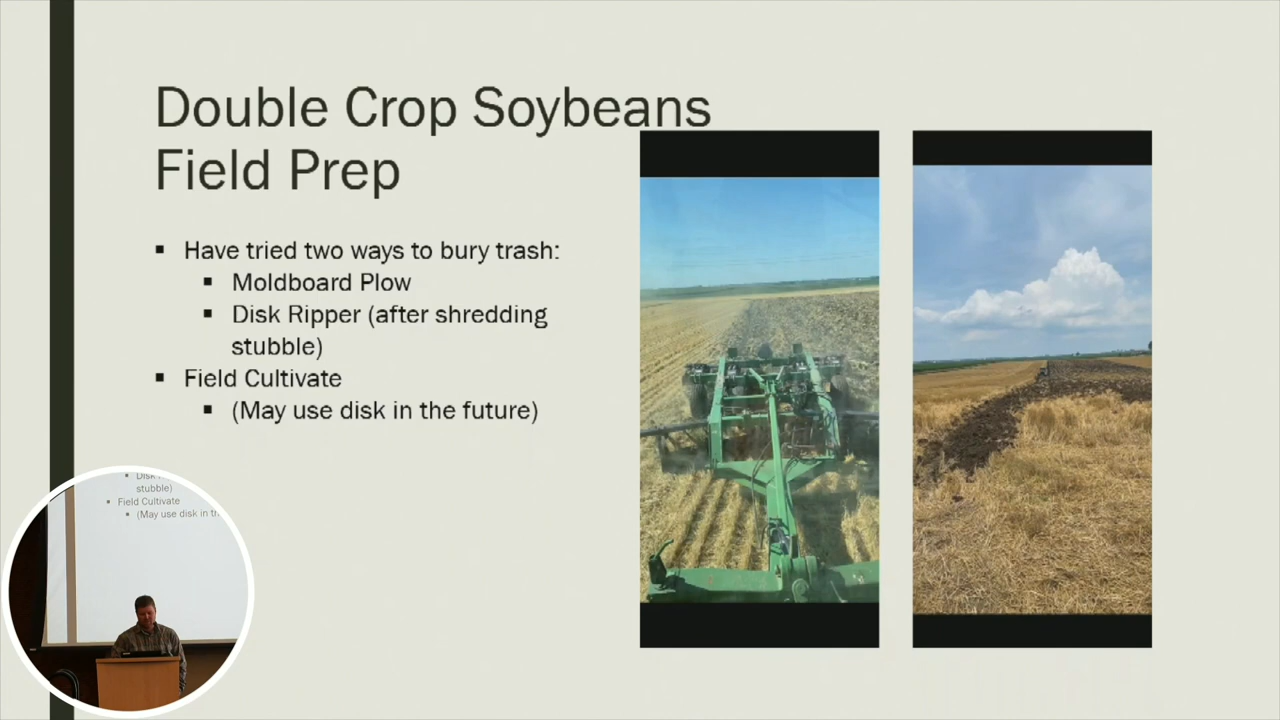 Double Crop Soybeans
Field Prep
▪ Have tried two ways to bury trash:
▪ Moldboard Plow
▪ Disk Ripper (after shredding
stubble)
▪ Field Cultivate
▪ (May use disk in the future)
stubble)
▪ Field Cultivate
▪ (May use disk in